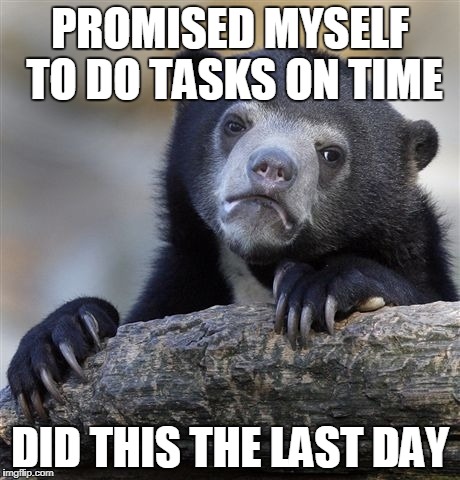 PROMISED MYSELF
TO DO TASKS ON TIME
DID THIS THE LAST DAY
imgflip.com